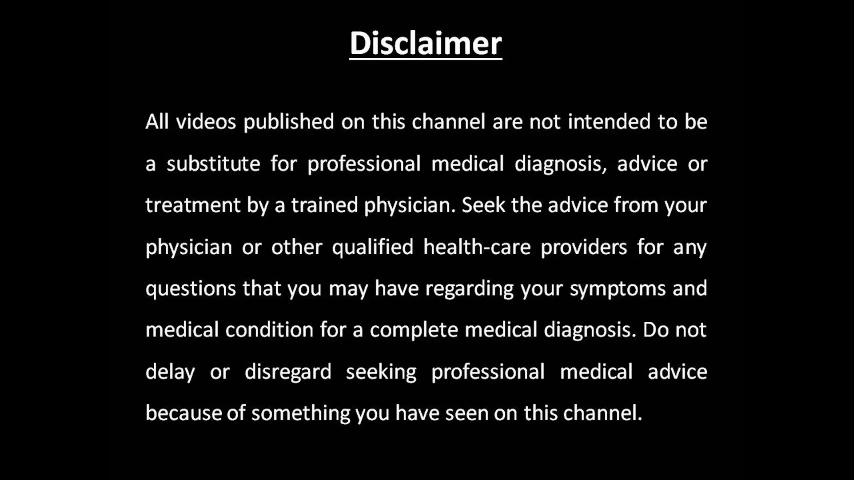 Disclaimer
All videos published on this channel are not intended to be
a substitute for professional medical diagnosis, advice or
treatment by a trained physician. Seek the advice from your
physician or other qualified health-care providers for any
questions that you may have regarding your symptoms and
medical condition for a complete medical diagnosis. Do not
delay or disregard seeking professional medical advice
because of something you have seen on this channel.